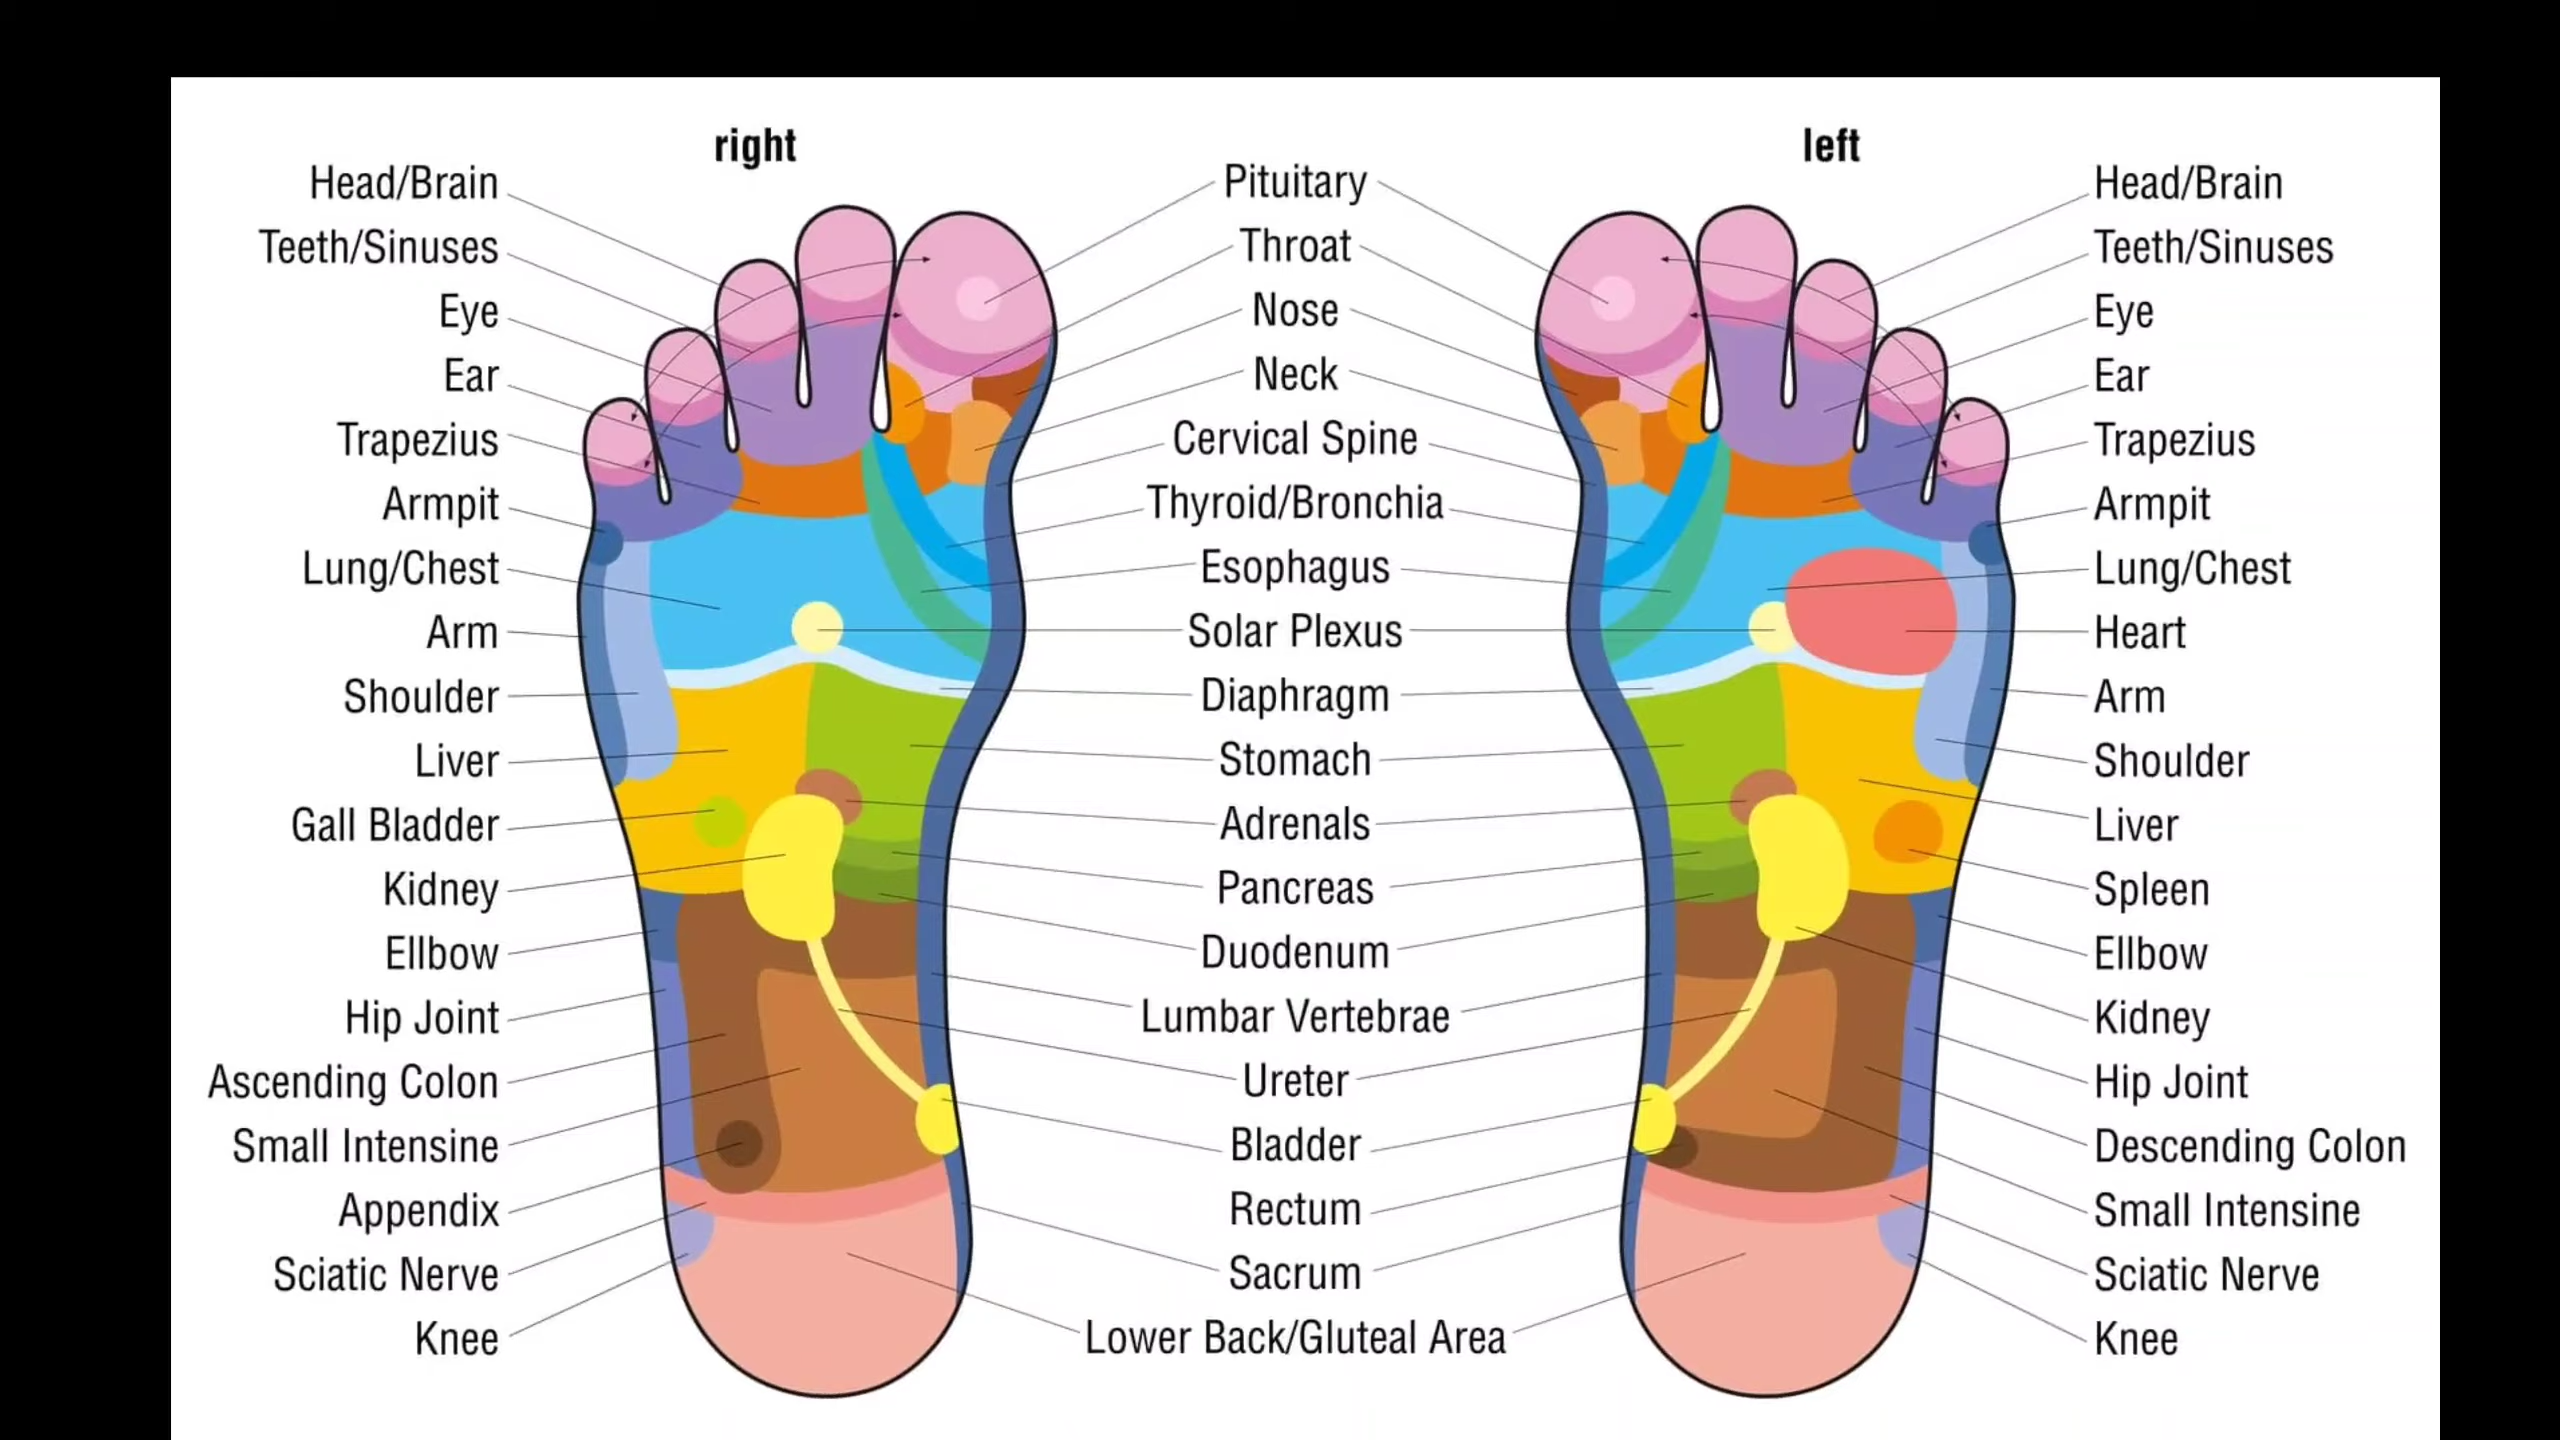 right
left
Head/Brain
Teeth/Sinuses
Eye
Ear
Trapezius
Armpit
Lung/Chest
Arm
Shoulder
Liver
Gall Bladder
Kidney
Ellbow
Hip Joint
Ascending Colon
Small Intensine
Appendix
Sciatic Nerve
Knee
Pituitary
Throat
Nose
Neck
Cervical Spine
Thyroid/Bronchia
Esophagus
Solar Plexus
Diaphragm
Stomach
Adrenals
Pancreas
Duodenum
Lumbar Vertebrae
Ureter
Bladder
Rectum
Sacrum
Lower Back/Gluteal Area
Head/Brain
Teeth/Sinuses
Eye
Ear
Trapezius
Armpit
Lung/Chest
Heart
Arm
Shoulder
Liver
Spleen
Ellbow
Kidney
Hip Joint
Descending Colon
Small Intensine
Sciatic Nerve
Knee